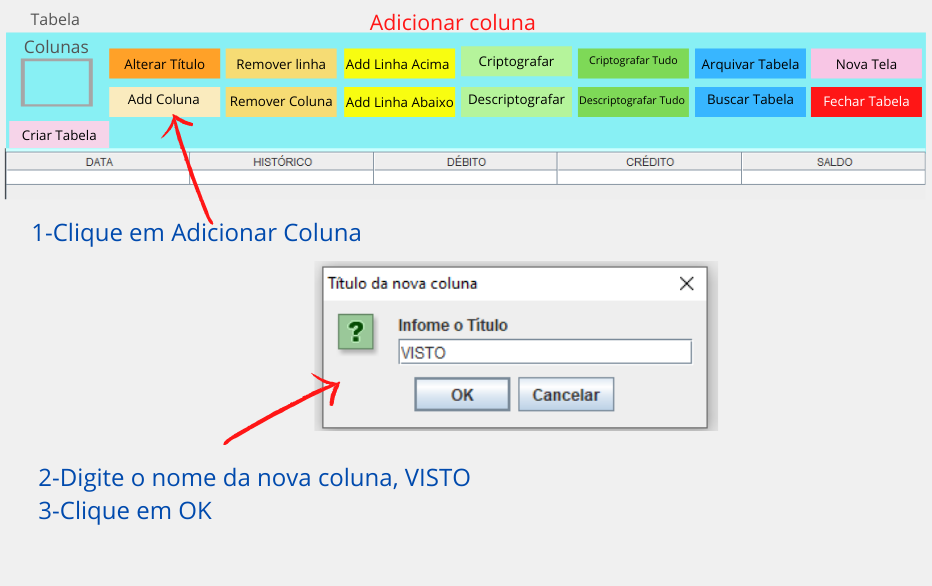 Tabela
Adicionar coluna
Colunas
Alterar Título
Remover linha
Add Linha Acima
Criptografar
Criptografar Tudo
Arquivar Tabela
Nova Tela
Add Coluna
Remover Coluna
Add Linha Abaixo
Descriptografar
Descriptografar Tudo
Buscar Tabela
Fechar Tabela
Criar Tabela
DATA HISTÓRICO DÉBITO CRÉDITO SALDO
1-Clique em Adicionar Coluna
Título da nova coluna
?
Infome o Título
VISTO
OK
Cancelar
2-Digite o nome da nova coluna, VISTO
3-Clique em OK